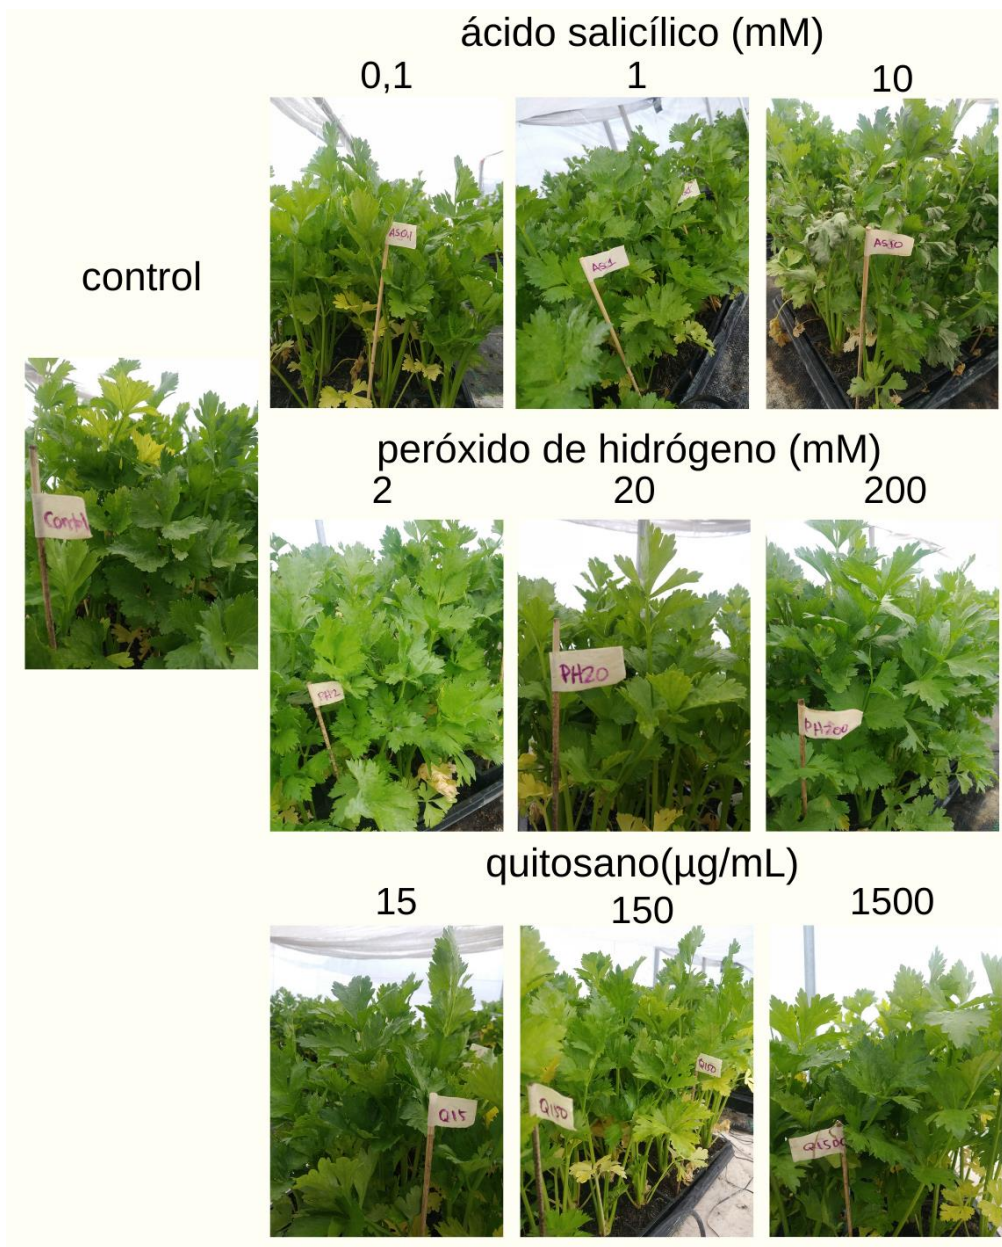 ácido salicílico (mM)
0,1 1 10
AS0,1
AS1
AS10
control
Control
peróxido de hidrógeno (mM)
2 20 200
PH2
PH20
PH200
quitosano(µg/mL)
15 150 1500
Q15
Q150
Q150
Q1500